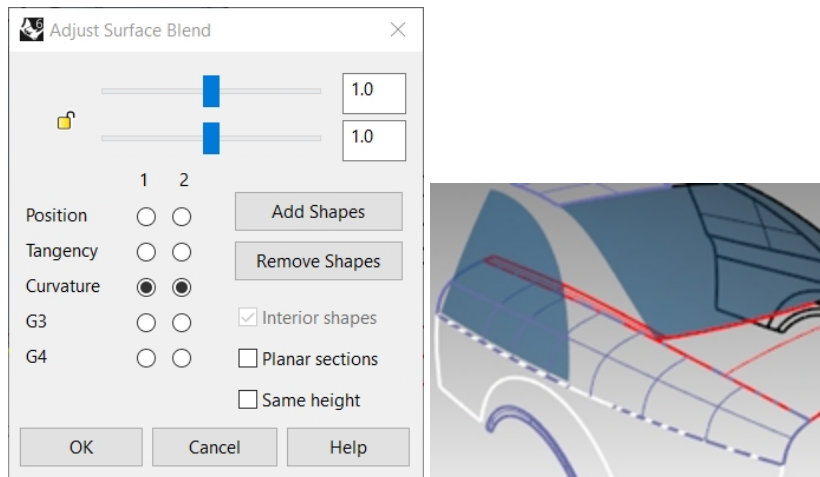 6
Adjust Surface Blend
1.0
1.0
1 2
Position
Tangency
Curvature
G3
G4
Add Shapes
Remove Shapes
Interior shapes
Planar sections
Same height
OK Cancel Help